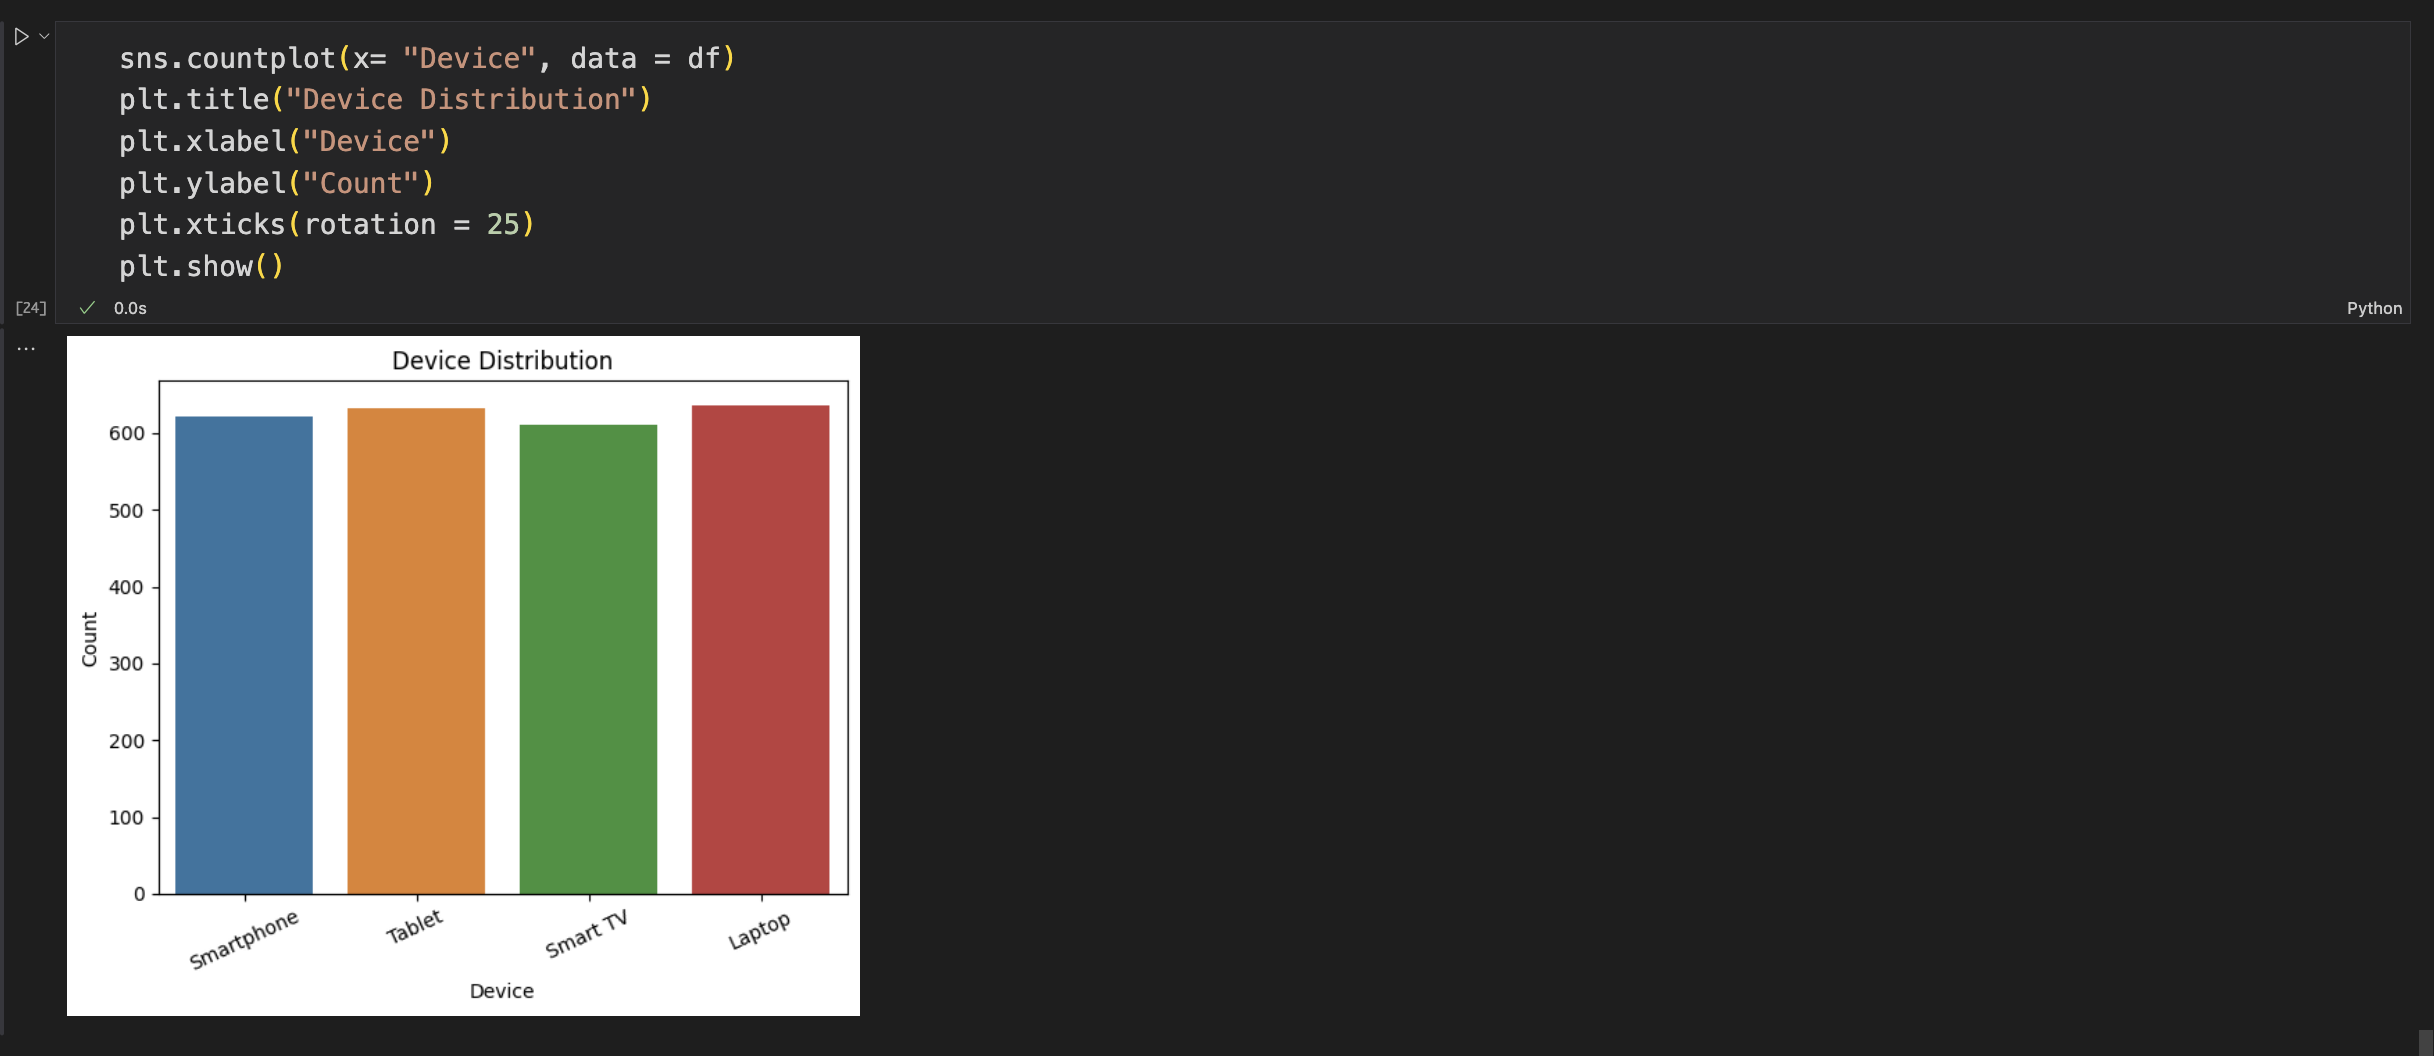 sns.countplot(x= "Device", data = df)
plt.title("Device Distribution")
plt.xlabel("Device")
plt.ylabel("Count")
plt.xticks(rotation = 25)
plt.show()
[24]
0.0s
Python
...
Device Distribution
600
500
400
300
200
100
0
Count
Smartphone
Tablet
Smart TV
Laptop
Device